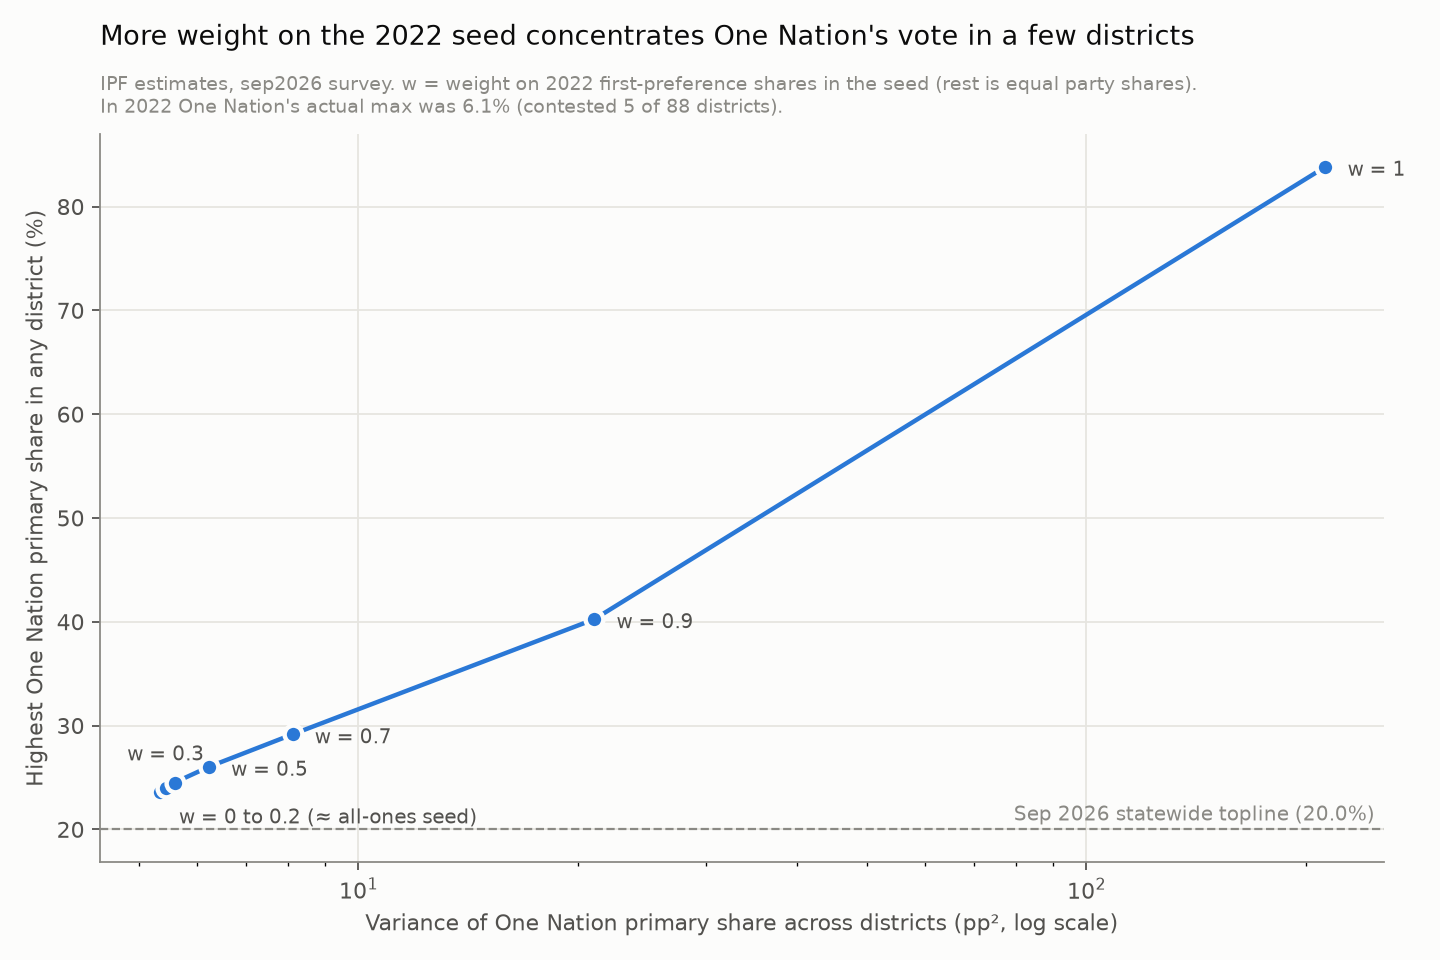 More weight on the 2022 seed concentrates One Nation's vote in a few districts
IPF estimates, sep2026 survey. w = weight on 2022 first-preference shares in the seed (rest is equal party shares).
In 2022 One Nation's actual max was 6.1% (contested 5 of 88 districts).
Highest One Nation primary share in any district (%)
80
70
60
50
40
30
20
w = 1
w = 0.9
w = 0.7
w = 0.3
w = 0.5
w = 0 to 0.2 (≈ all-ones seed)
Sep 2026 statewide topline (20.0%)
10¹
10²
Variance of One Nation primary share across districts (pp², log scale)